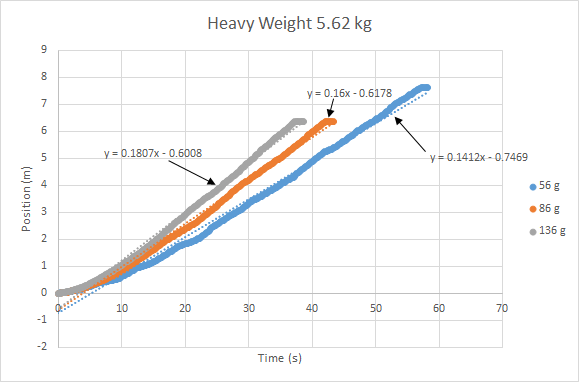 Heavy Weight 5.62 kg
9
8
7
6
5
4
3
2
1
0
-1
-2
0 10 20 30 40 50 60 70
Position (m)
Time (s)
y = 0.1807x - 0.6008
y = 0.16x - 0.6178
y = 0.1412x - 0.7469
56 g
86 g
136 g